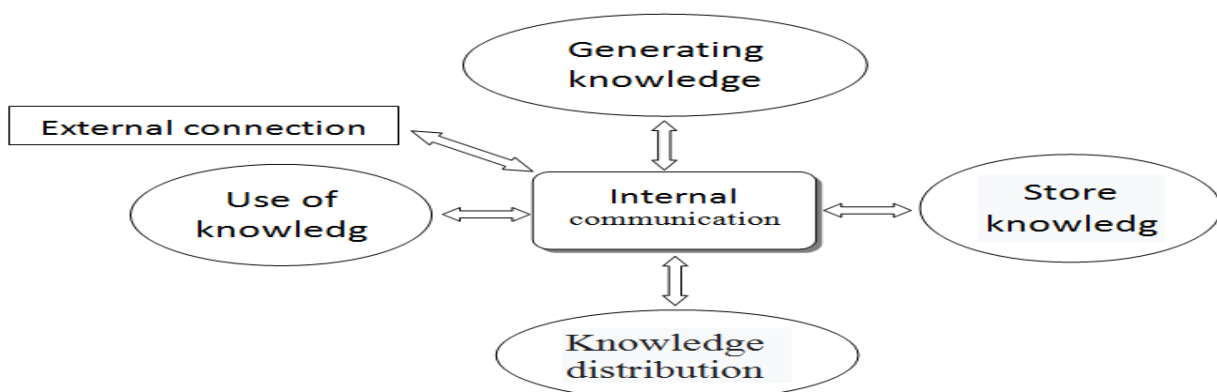 Generating
knowledge
External connection
Use of
knowledg
Internal
communication
Store
knowledg
Knowledge
distribution